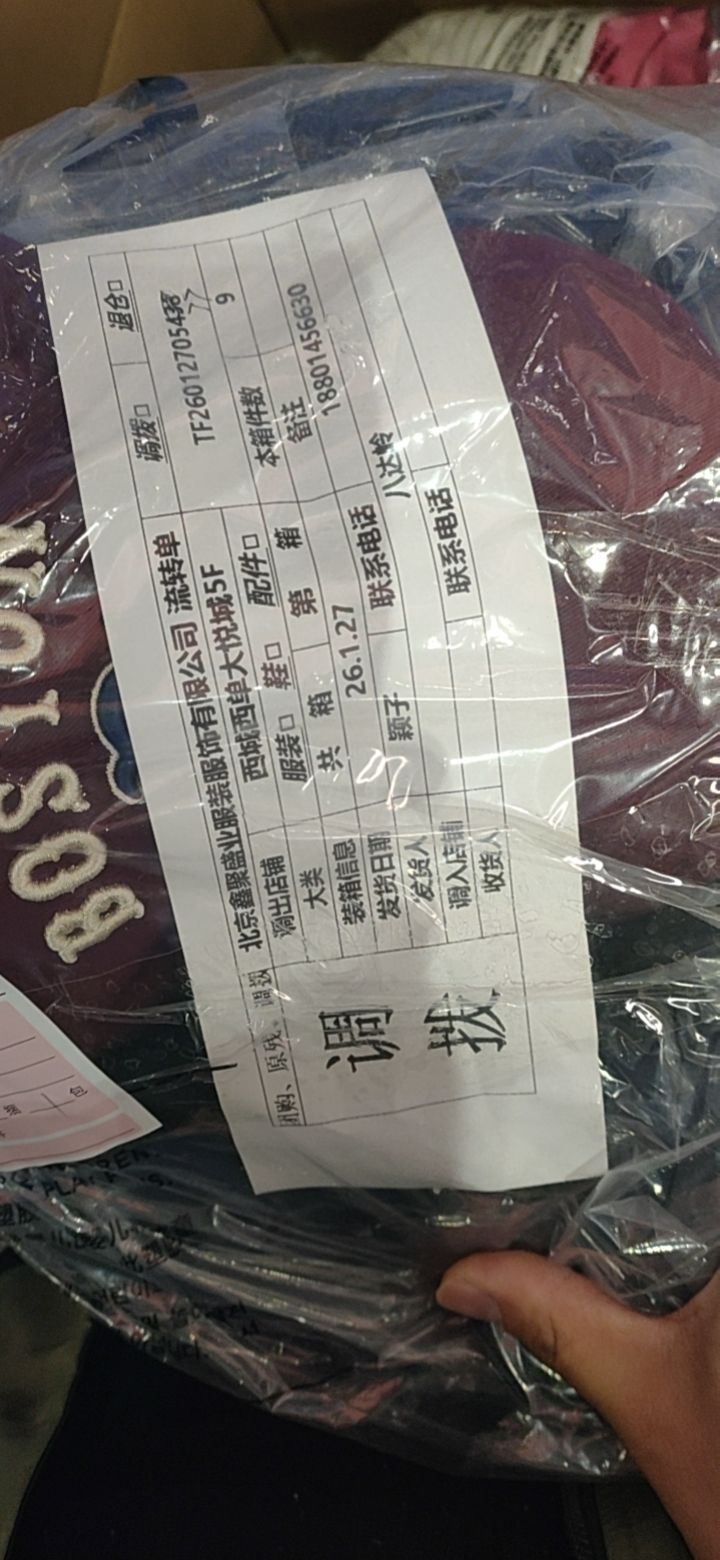 北京鑫聚盛业服装服饰有限公司 流转单
调拨□ 退仓□
团购、原残。调拨
调拨
调出店铺 西城西单大悦城5F TF260127054
77
大类 服装□ 鞋□ 配件□ 本箱件数 9
装箱信息 共 箱 第 箱 备注
发货日期 26.1.27
发货人 颖子 联系电话 18801456630
调入店铺 八达岭
收货人 联系电话
BOSTON